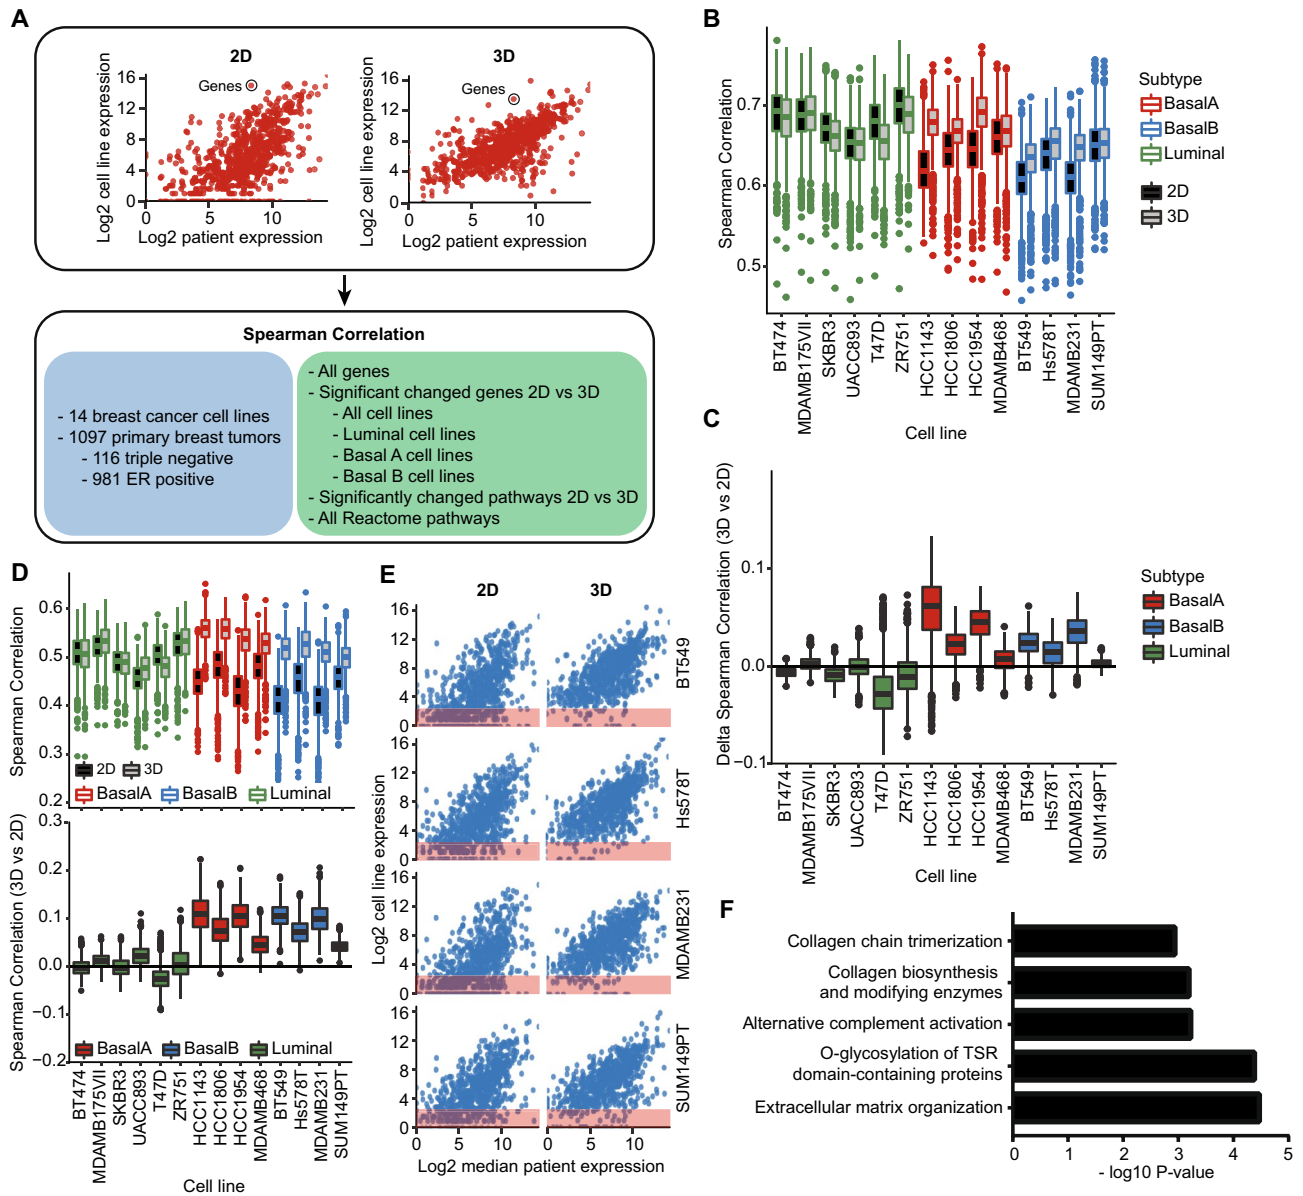 A
2D
3D
Log2 cell line expression
16
12
8
4
0
Genes
0
5
10
Log2 patient expression
Log2 cell line expression
16
12
8
4
0
Genes
0
5
10
Log2 patient expression
Spearman Correlation
- 14 breast cancer cell lines
- 1097 primary breast tumors
- 116 triple negative
- 981 ER positive
- All genes
- Significant changed genes 2D vs 3D
- All cell lines
- Luminal cell lines
- Basal A cell lines
- Basal B cell lines
- Significantly changed pathways 2D vs 3D
- All Reactome pathways
B
Spearman Correlation
0.7
0.6
0.5
BT474
MDAMB175VII
SKBR3
UACC893
T47D
ZR751
HCC1143
HCC1806
HCC1954
MDAMB468
BT549
Hs578T
MDAMB231
SUM149PT
Cell line
Subtype
BasalA
BasalB
Luminal
2D
3D
C
Delta Spearman Correlation (3D vs 2D)
0.1
0.0
−0.1
BT474
MDAMB175VII
SKBR3
UACC893
T47D
ZR751
HCC1143
HCC1806
HCC1954
MDAMB468
BT549
Hs578T
MDAMB231
SUM149PT
Cell line
Subtype
BasalA
BasalB
Luminal
D
Spearman Correlation
0.6
0.5
0.4
0.3
0.2
2D
3D
BasalA
BasalB
Luminal
Spearman Correlation (3D vs 2D)
0.3
0.2
0.1
0.0
−0.1
−0.2
BasalA
BasalB
Luminal
BT474
MDAMB175VII
SKBR3
UACC893
T47D
ZR751
HCC1143
HCC1806
HCC1954
MDAMB468
BT549
Hs578T
MDAMB231
SUM149PT
Cell line
E
2D
3D
Log2 cell line expression
16
12
8
4
0
BT549
16
12
8
4
0
Hs578T
16
12
8
4
0
MDAMB231
16
12
8
4
0
SUM149PT
0
5
10
0
5
10
Log2 median patient expression
F
Collagen chain trimerization
Collagen biosynthesis
and modifying enzymes
Alternative complement activation
O-glycosylation of TSR
domain-containing proteins
Extracellular matrix organization
0
1
2
3
4
5
- log10 P-value